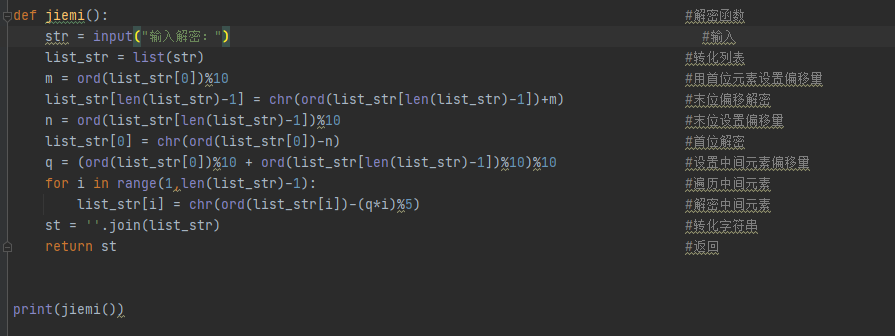 def jiemi():                                    #解密函数
    str = input("输入解密：")                      #输入
    list_str = list(str)                        #转化列表
    m = ord(list_str[0])%10                     #用首位元素设置偏移量
    list_str[len(list_str)-1] = chr(ord(list_str[len(list_str)-1])+m)    #末位偏移解密
    n = ord(list_str[len(list_str)-1])%10       #末位设置偏移量
    list_str[0] = chr(ord(list_str[0])-n)       #首位解密
    q = (ord(list_str[0])%10 + ord(list_str[len(list_str)-1])%10)%10    #设置中间元素偏移量
    for i in range(1,len(list_str)-1):          #遍历中间元素
        list_str[i] = chr(ord(list_str[i])-(q*i)%5)    #解密中间元素
    st = ''.join(list_str)                      #转化字符串
    return st                                   #返回
print(jiemi())